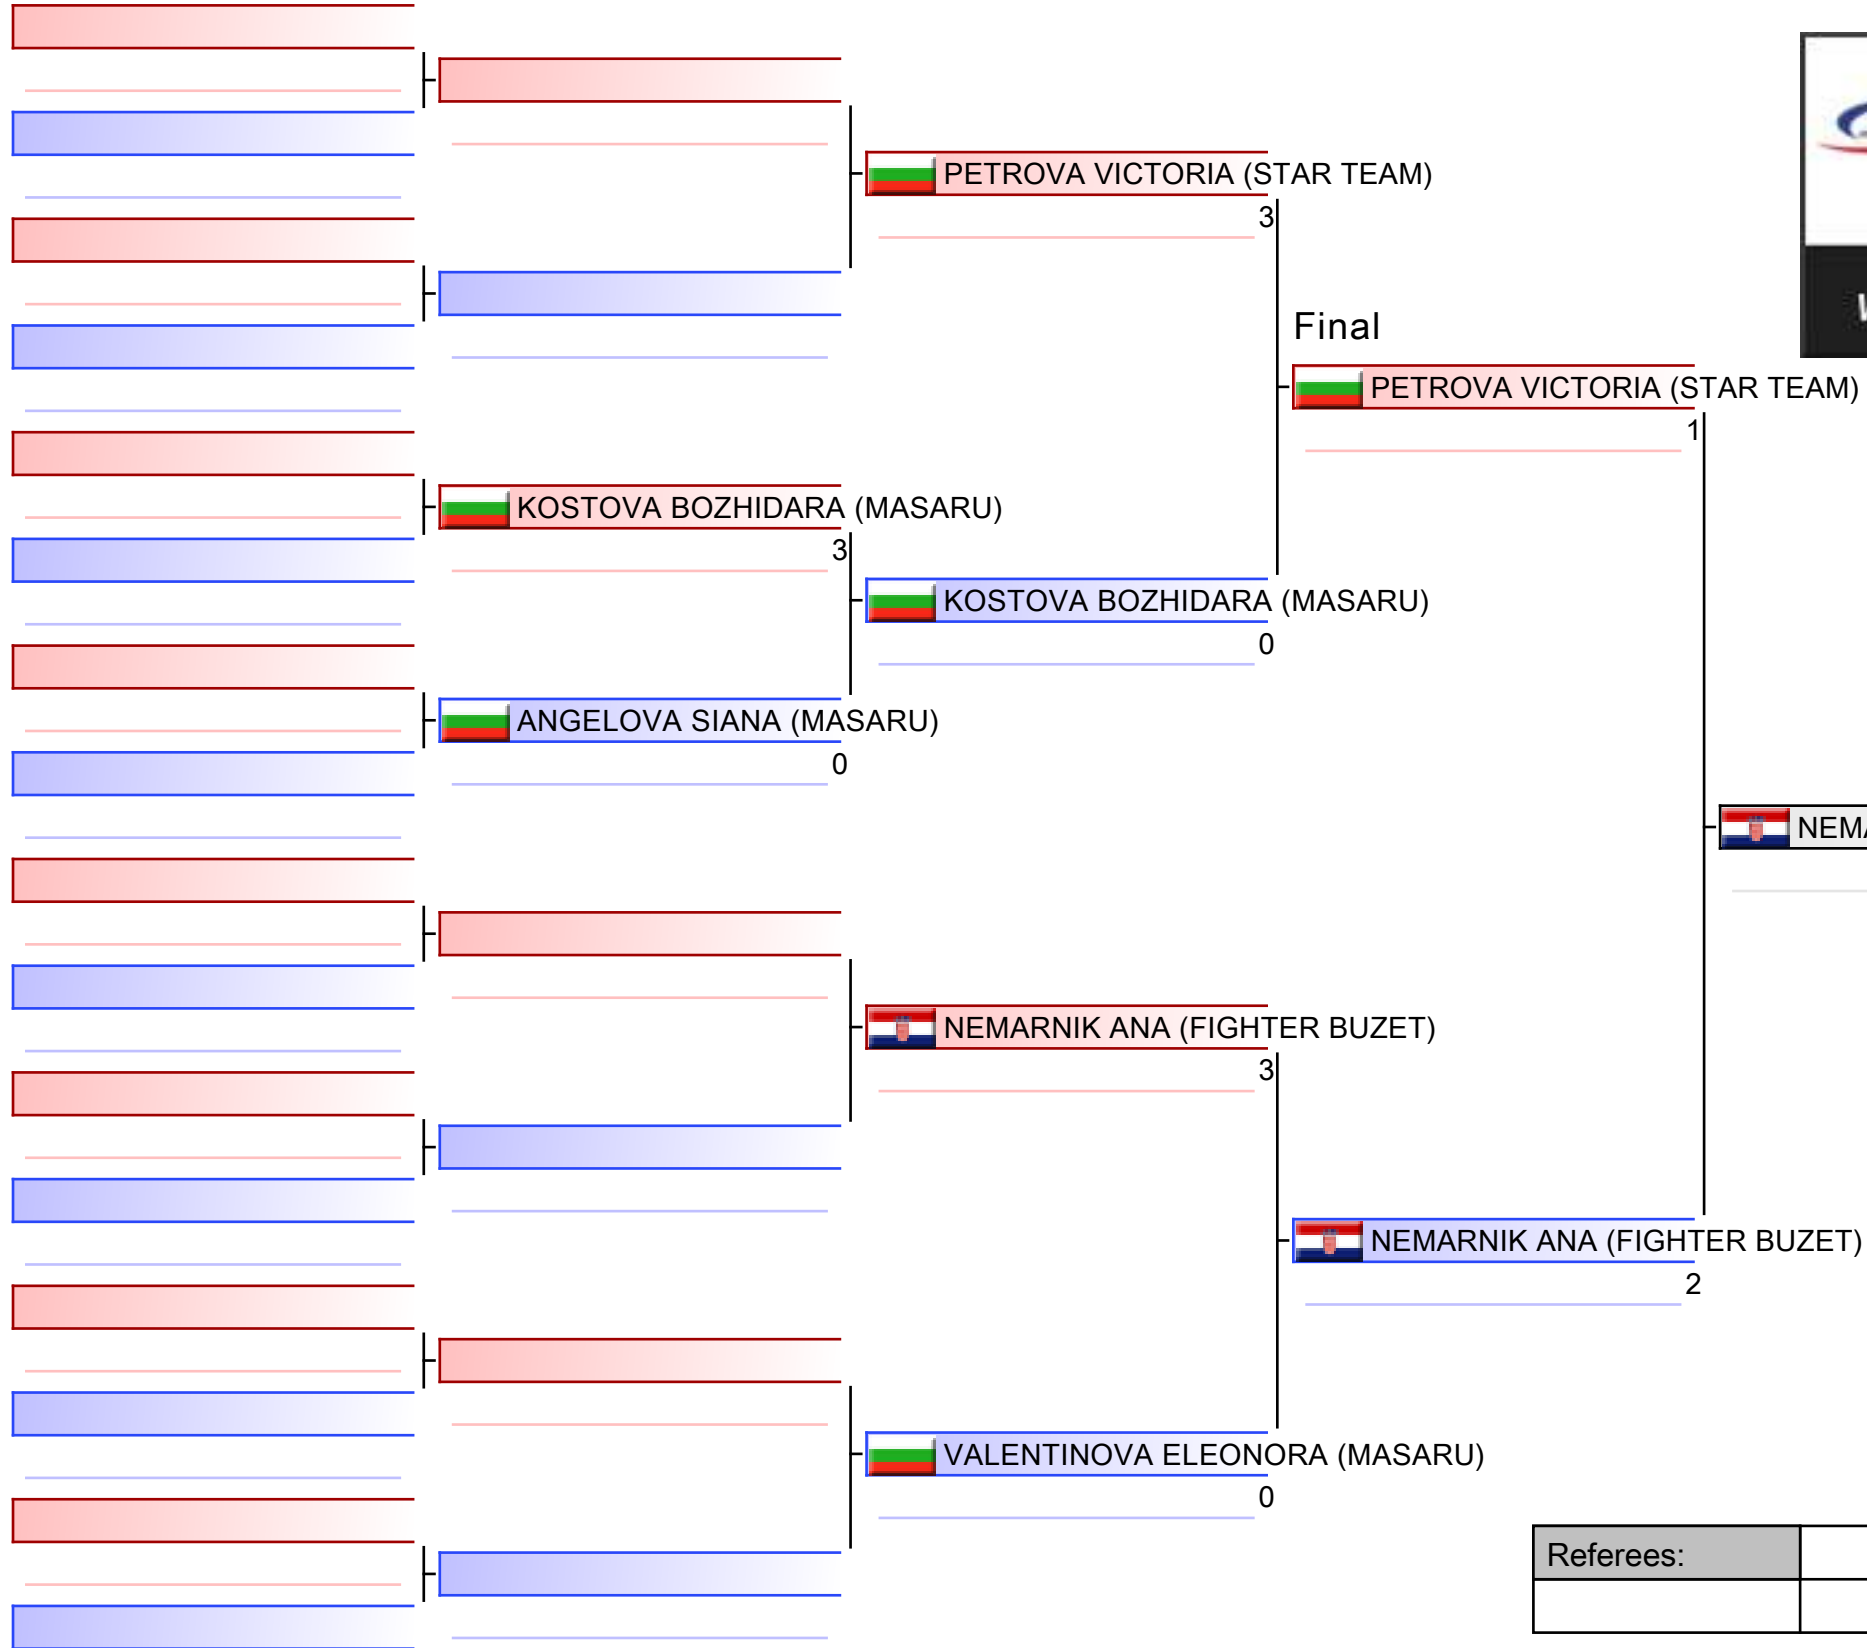 PETROVA VICTORIA (STAR TEAM)
3
Final
PETROVA VICTORIA (STAR TEAM)
1
KOSTOVA BOZHIDARA (MASARU)
3
KOSTOVA BOZHIDARA (MASARU)
0
ANGELOVA SIANA (MASARU)
0
NEMA
NEMARNIK ANA (FIGHTER BUZET)
3
NEMARNIK ANA (FIGHTER BUZET)
2
VALENTINOVA ELEONORA (MASARU)
0
Referees: